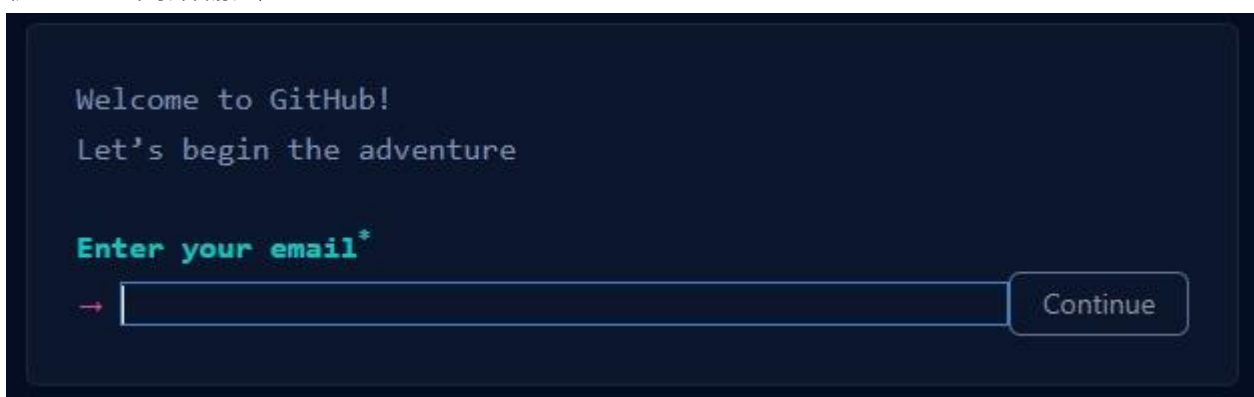 Welcome to GitHub!
Let’s begin the adventure
Enter your email*
→
Continue